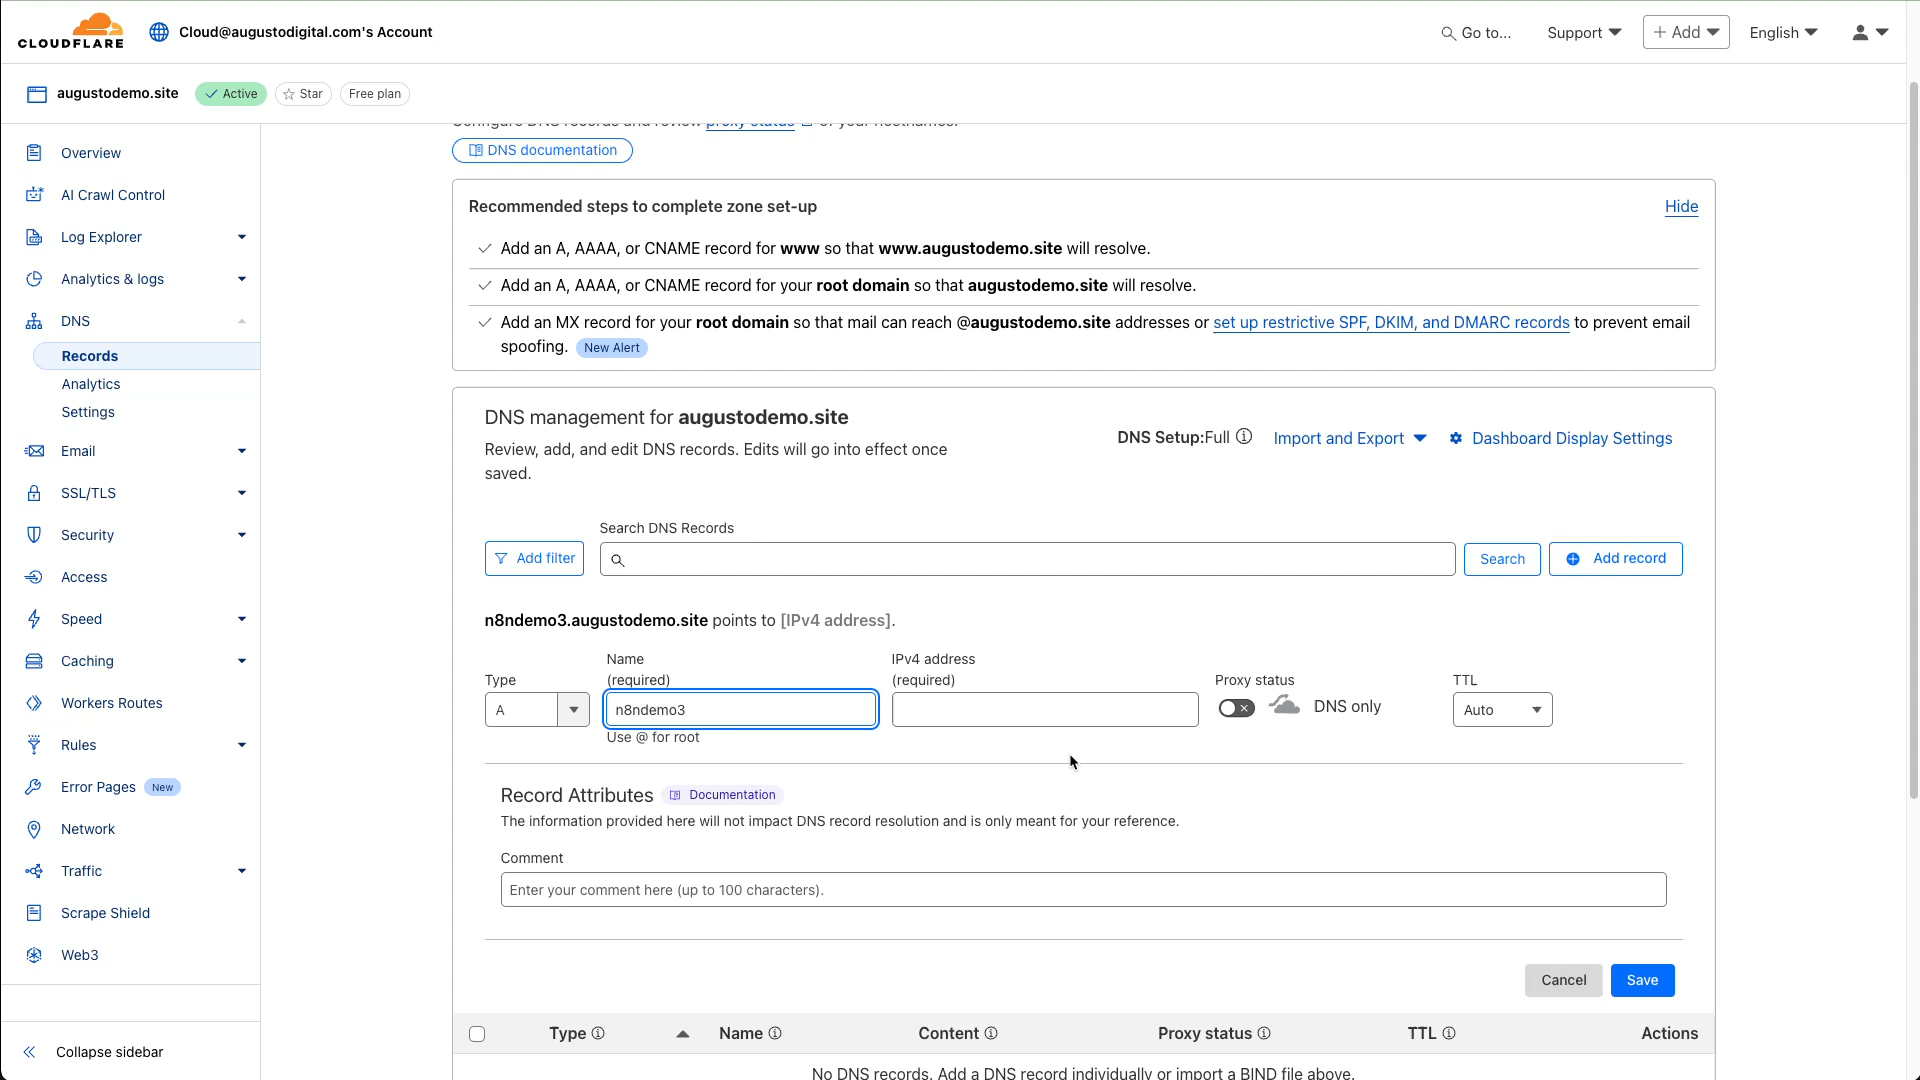 CLOUDFLARE
Cloud@augustodigital.com's Account
Go to...
Support
+ Add
English
augustodemo.site
Active
Star
Free plan
Configure DNS records and review proxy status of your hostnames.
DNS documentation
Overview
AI Crawl Control
Log Explorer
Analytics & logs
DNS
Records
Analytics
Settings
Email
SSL/TLS
Security
Access
Speed
Caching
Workers Routes
Rules
Error Pages New
Network
Traffic
Scrape Shield
Web3
Collapse sidebar
Recommended steps to complete zone set-up
Hide
Add an A, AAAA, or CNAME record for www so that www.augustodemo.site will resolve.
Add an A, AAAA, or CNAME record for your root domain so that augustodemo.site will resolve.
Add an MX record for your root domain so that mail can reach @augustodemo.site addresses or set up restrictive SPF, DKIM, and DMARC records to prevent email
spoofing. New Alert
DNS management for augustodemo.site
Review, add, and edit DNS records. Edits will go into effect once
saved.
DNS Setup:Full
Import and Export
Dashboard Display Settings
Search DNS Records
Add filter
Search
Add record
n8ndemo3.augustodemo.site points to [IPv4 address].
Type
A
Name
(required)
n8ndemo3
Use @ for root
IPv4 address
(required)
Proxy status
DNS only
TTL
Auto
Record Attributes
Documentation
The information provided here will not impact DNS record resolution and is only meant for your reference.
Comment
Enter your comment here (up to 100 characters).
Cancel
Save
Type
Name
Content
Proxy status
TTL
Actions
No DNS records. Add a DNS record individually or import a BIND file above.